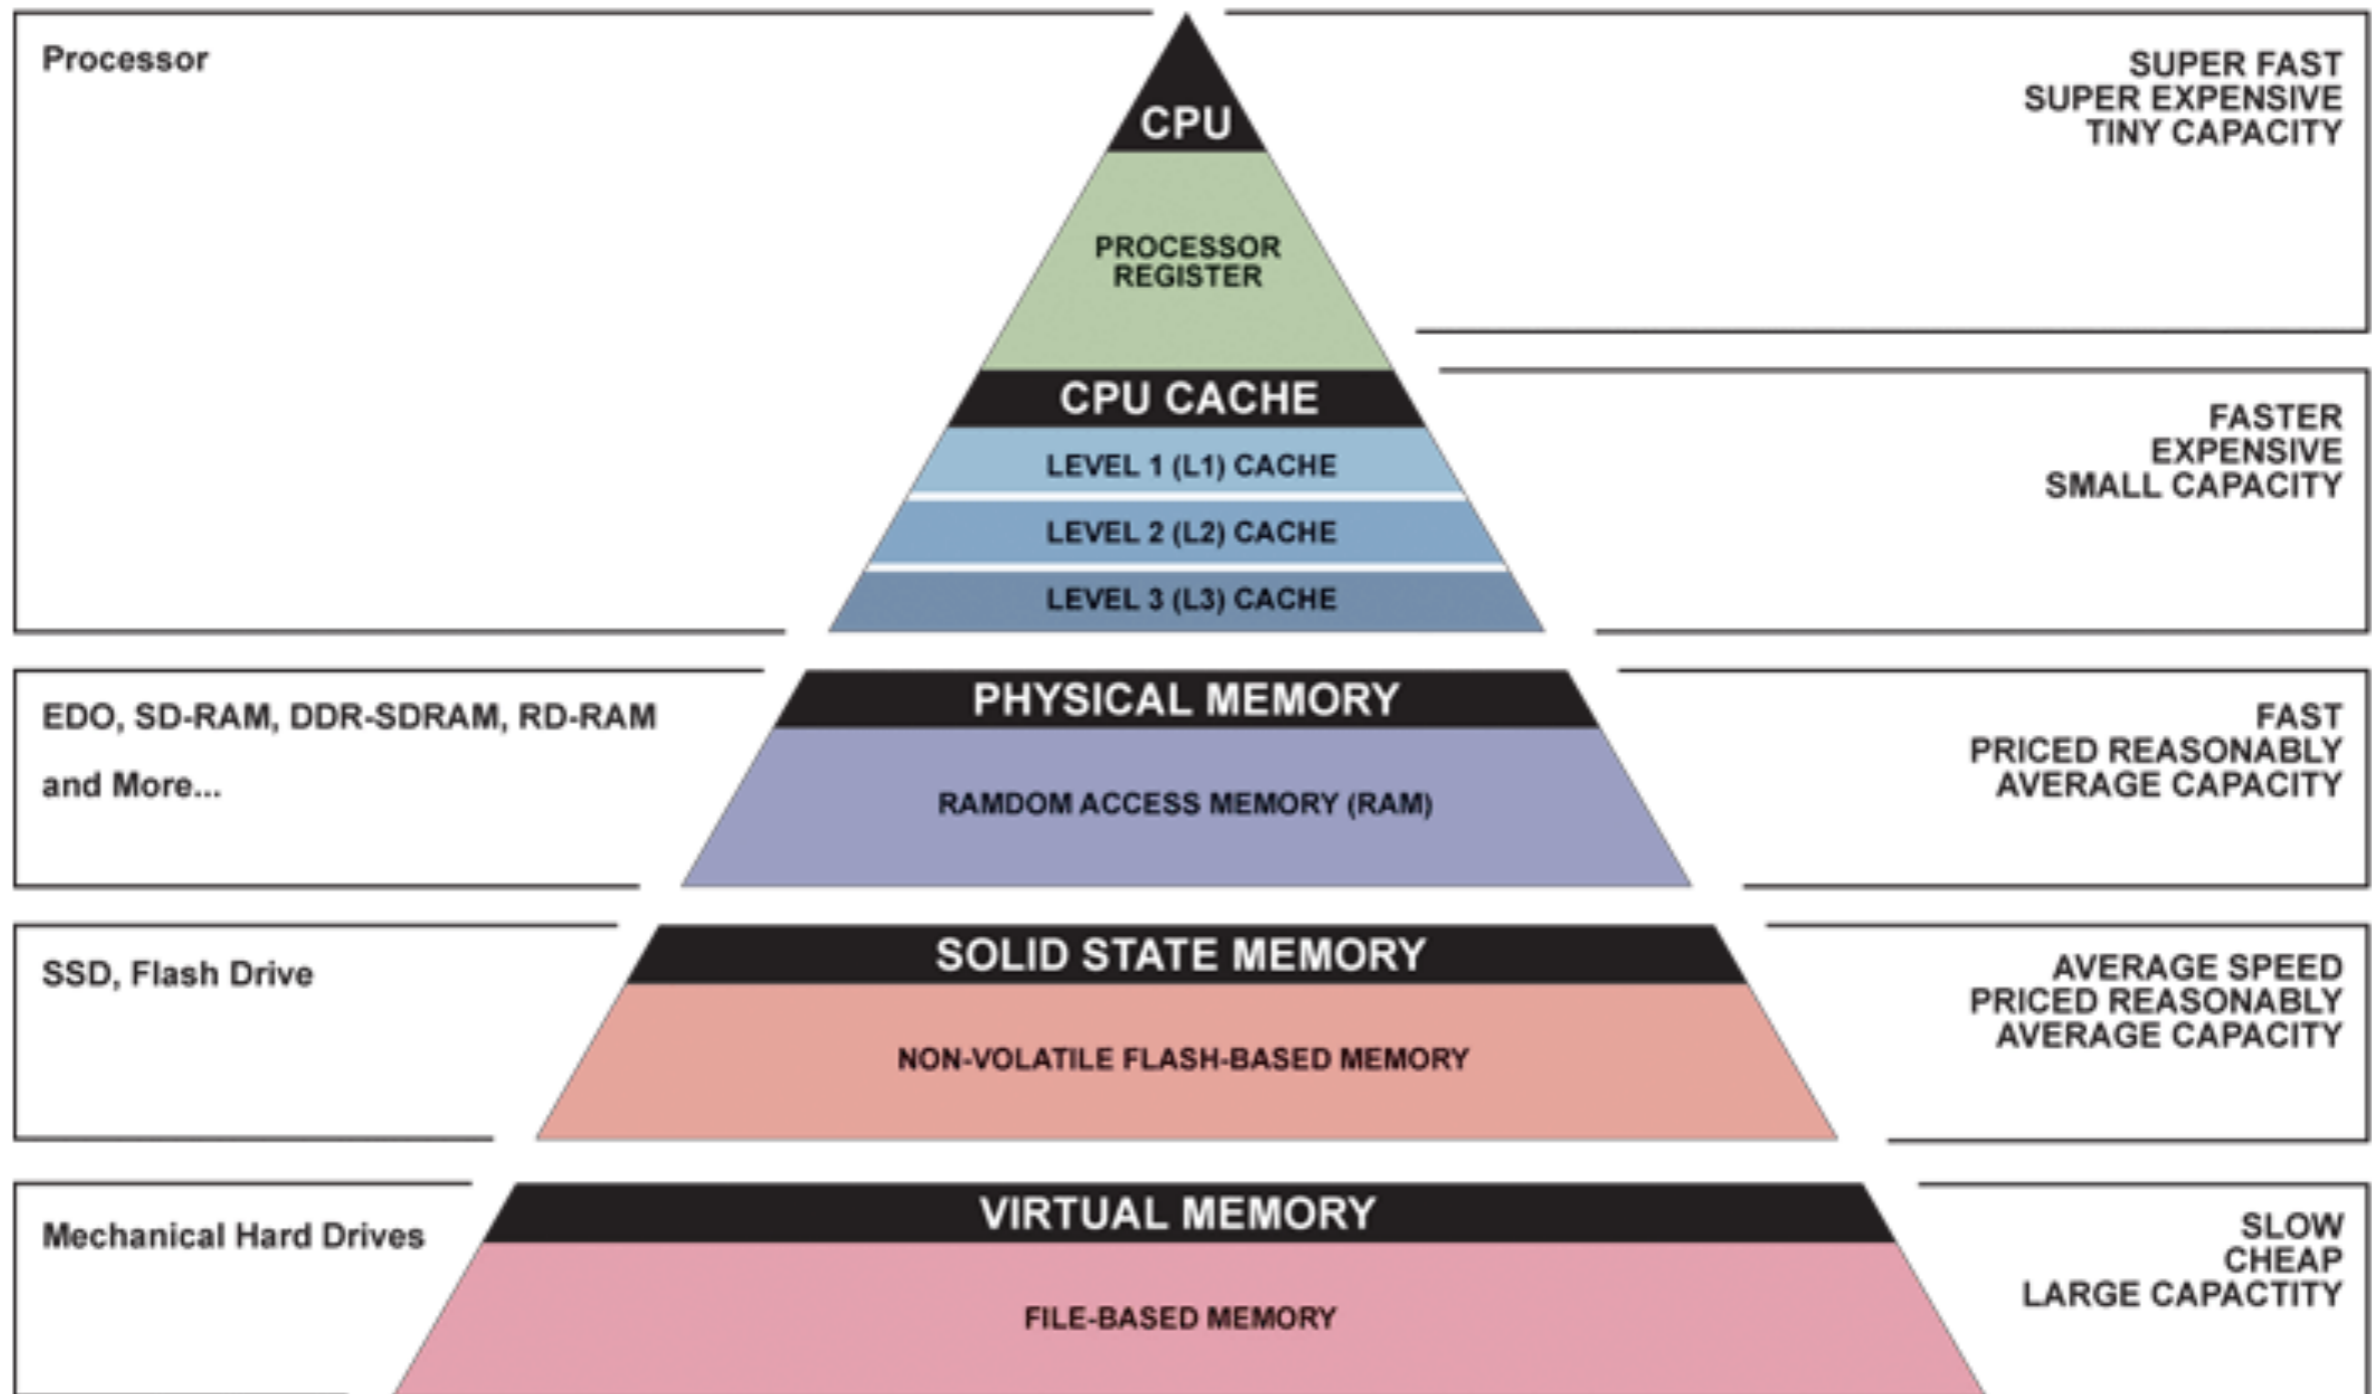 Processor
CPU
SUPER FAST
SUPER EXPENSIVE
TINY CAPACITY
PROCESSOR
REGISTER
CPU CACHE
LEVEL 1 (L1) CACHE
LEVEL 2 (L2) CACHE
LEVEL 3 (L3) CACHE
FASTER
EXPENSIVE
SMALL CAPACITY
EDO, SD-RAM, DDR-SDRAM, RD-RAM
and More...
PHYSICAL MEMORY
RAMDOM ACCESS MEMORY (RAM)
FAST
PRICED REASONABLY
AVERAGE CAPACITY
SSD, Flash Drive
SOLID STATE MEMORY
NON-VOLATILE FLASH-BASED MEMORY
AVERAGE SPEED
PRICED REASONABLY
AVERAGE CAPACITY
Mechanical Hard Drives
VIRTUAL MEMORY
FILE-BASED MEMORY
SLOW
CHEAP
LARGE CAPACTITY